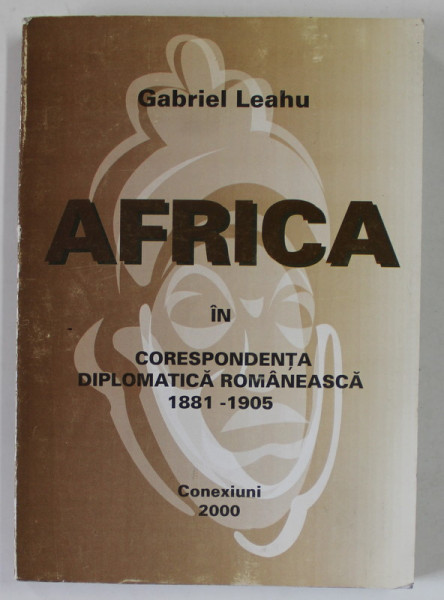 Gabriel Leahu
AFRICA
ÎN
CORESPONDENȚA
DIPLOMATICĂ ROMÂNEASCĂ
1881 -1905
Conexiuni
2000